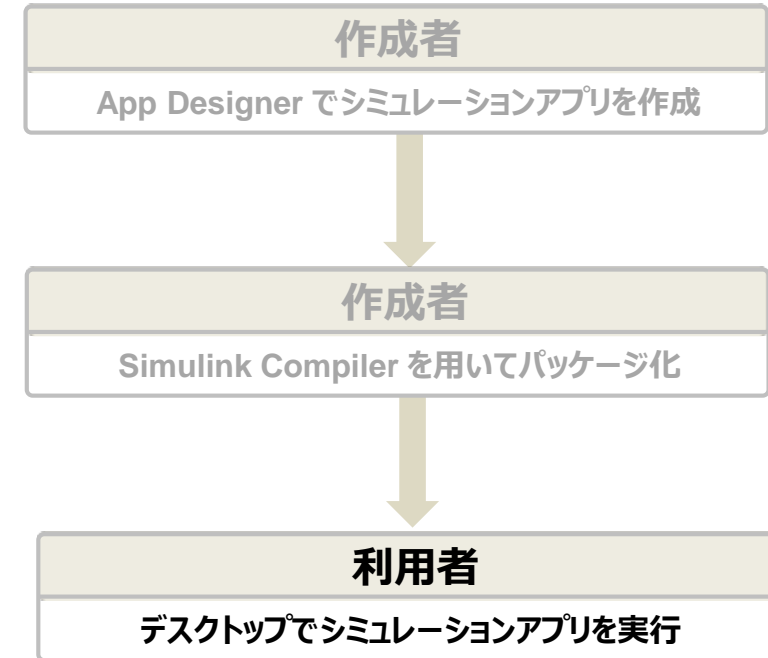 作成者
App Designer でシミュレーションアプリを作成
作成者
Simulink Compiler を用いてパッケージ化
利用者
デスクトップでシミュレーションアプリを実行